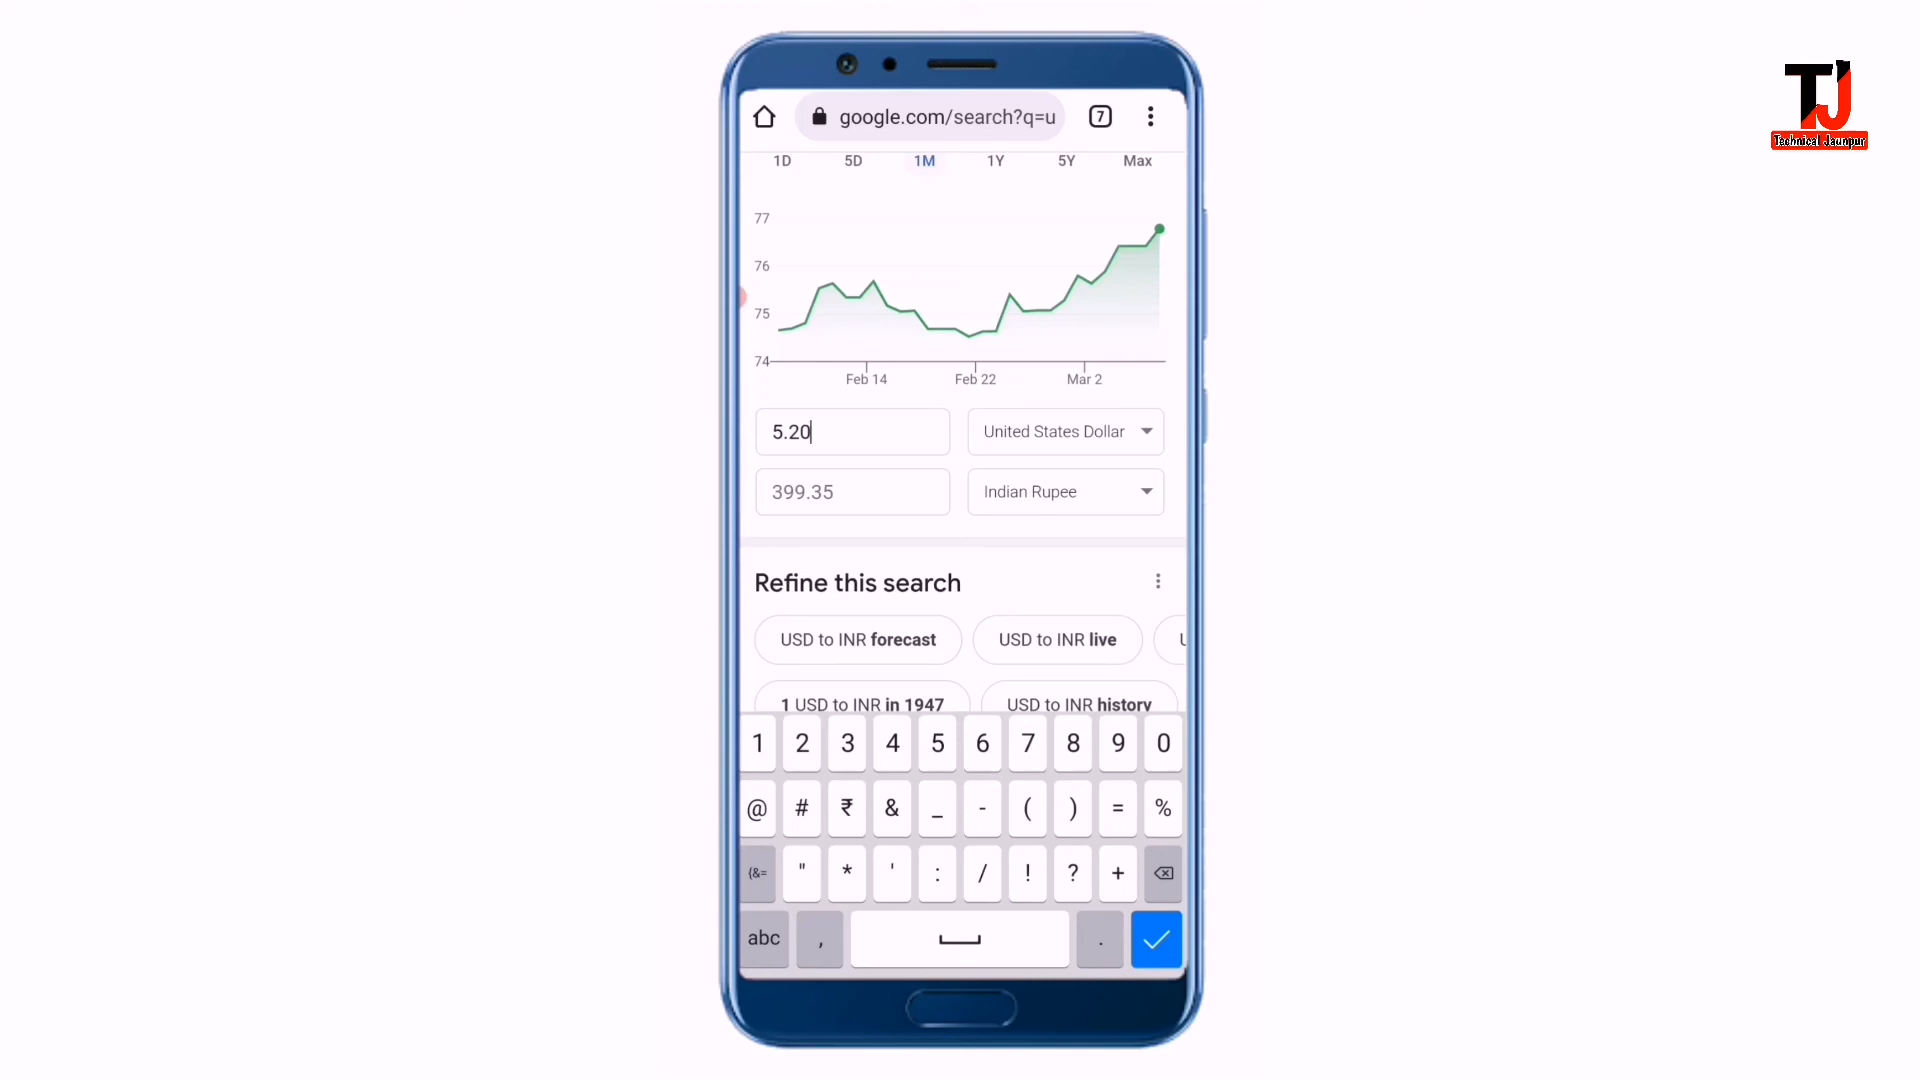 TJ
Technical Jaunpur
google.com/search?q=u
7
1D 5D 1M 1Y 5Y Max
77
76
75
74
Feb 14 Feb 22 Mar 2
5.20 United States Dollar
399.35 Indian Rupee
Refine this search
USD to INR forecast USD to INR live U
1 USD to INR in 1947 USD to INR history
1 2 3 4 5 6 7 8 9 0
@ # ₹ & _ - ( ) = %
{&= " * ' : / ! ? +
abc , .